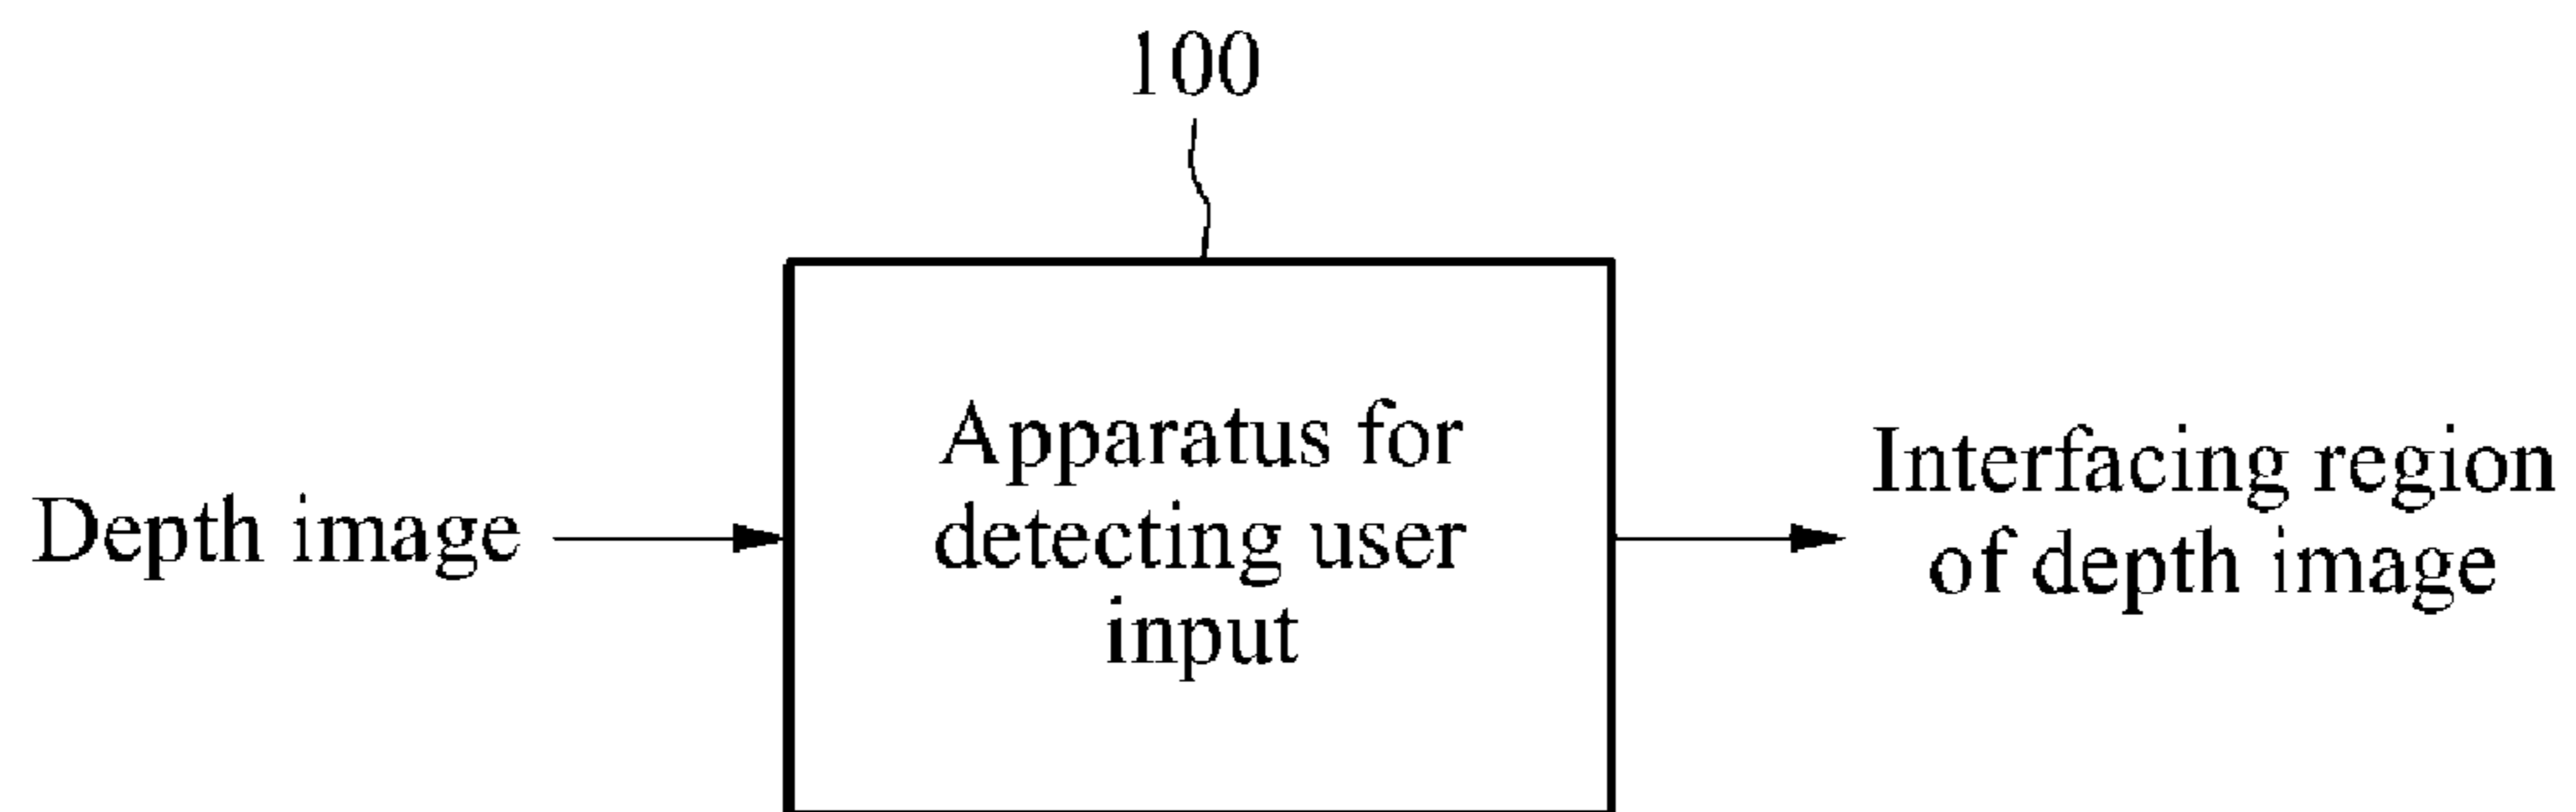 100
Depth image
Apparatus for
detecting user
input
Interfacing region
of depth image